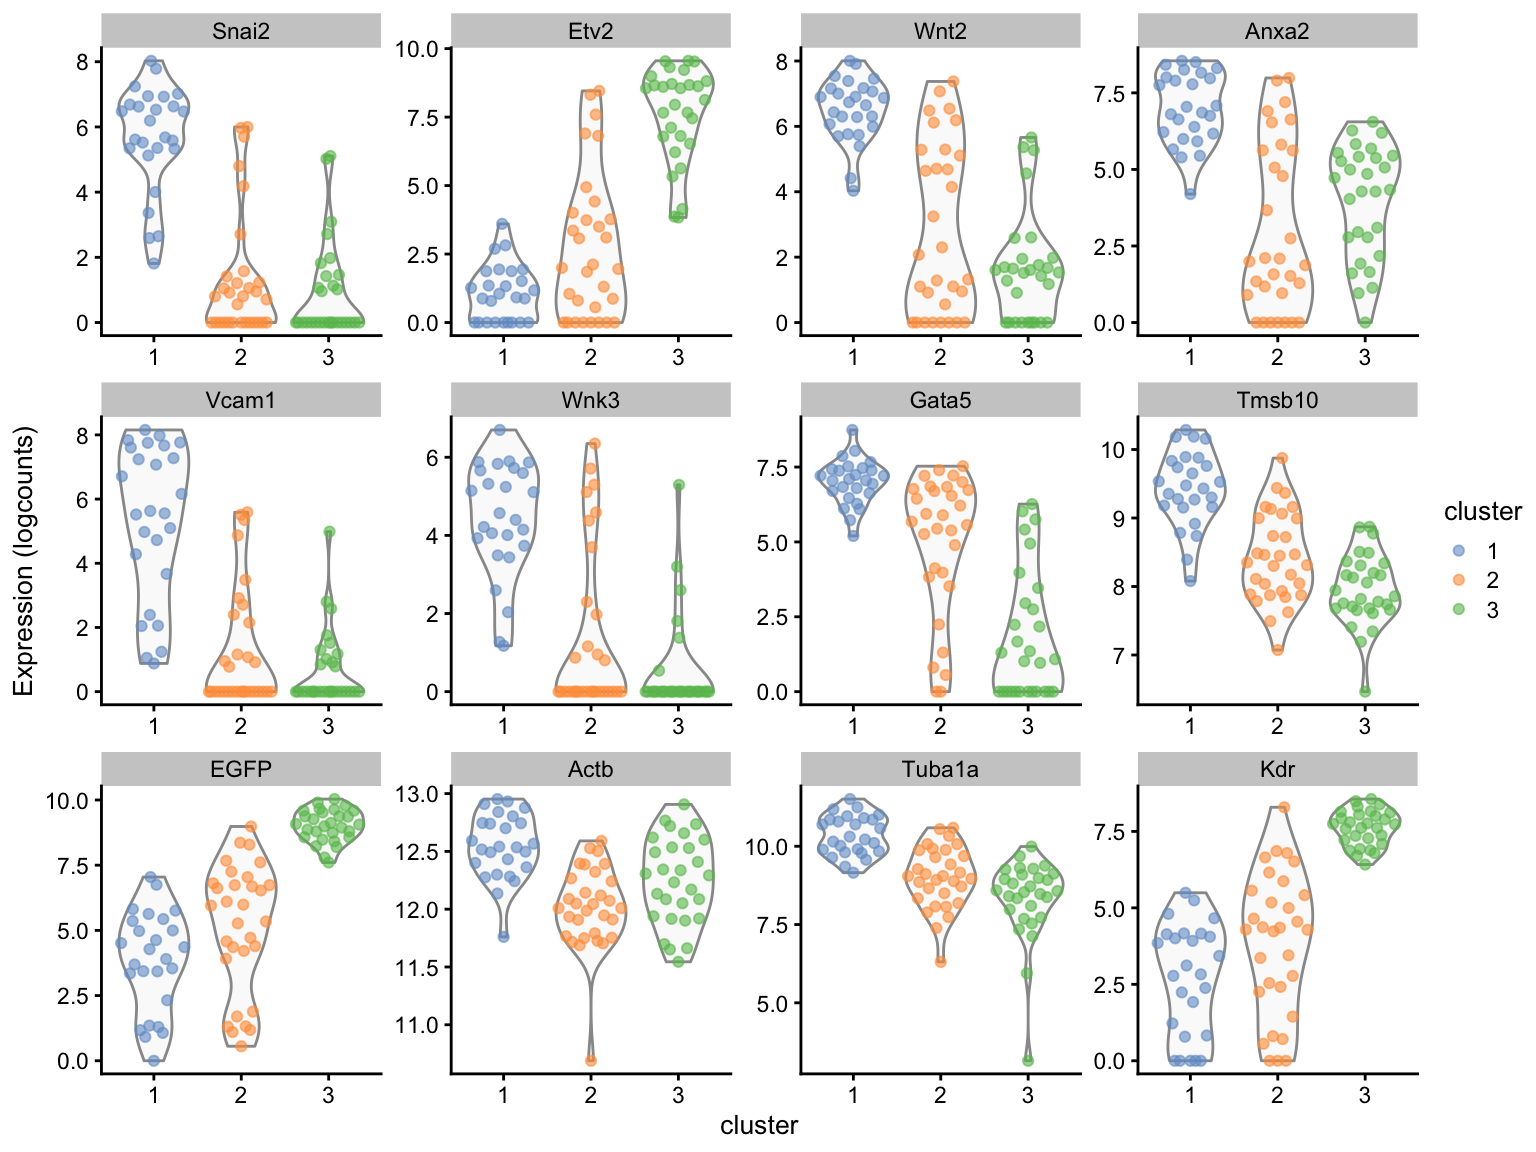 Snai2 Etv2 Wnt2 Anxa2
8 10.0 8
7.5
6 7.5 6
4 5.0 4 5.0
2 2.5 2 2.5
0 0.0 0 0.0
1 2 3 1 2 3 1 2 3 1 2 3
Vcam1 Wnk3 Gata5 Tmsb10
8 6 7.5 10
6 4 5.0 9
4 2 2.5 8
2 0 0.0 7
0
1 2 3 1 2 3 1 2 3 1 2 3
Expression (logcounts)
cluster
1
2
3
EGFP Actb Tuba1a Kdr
10.0 13.0 10.0 7.5
7.5 12.5 7.5 5.0
5.0 12.0 5.0 2.5
2.5 11.5 0.0
0.0 11.0
1 2 3 1 2 3 1 2 3 1 2 3
cluster